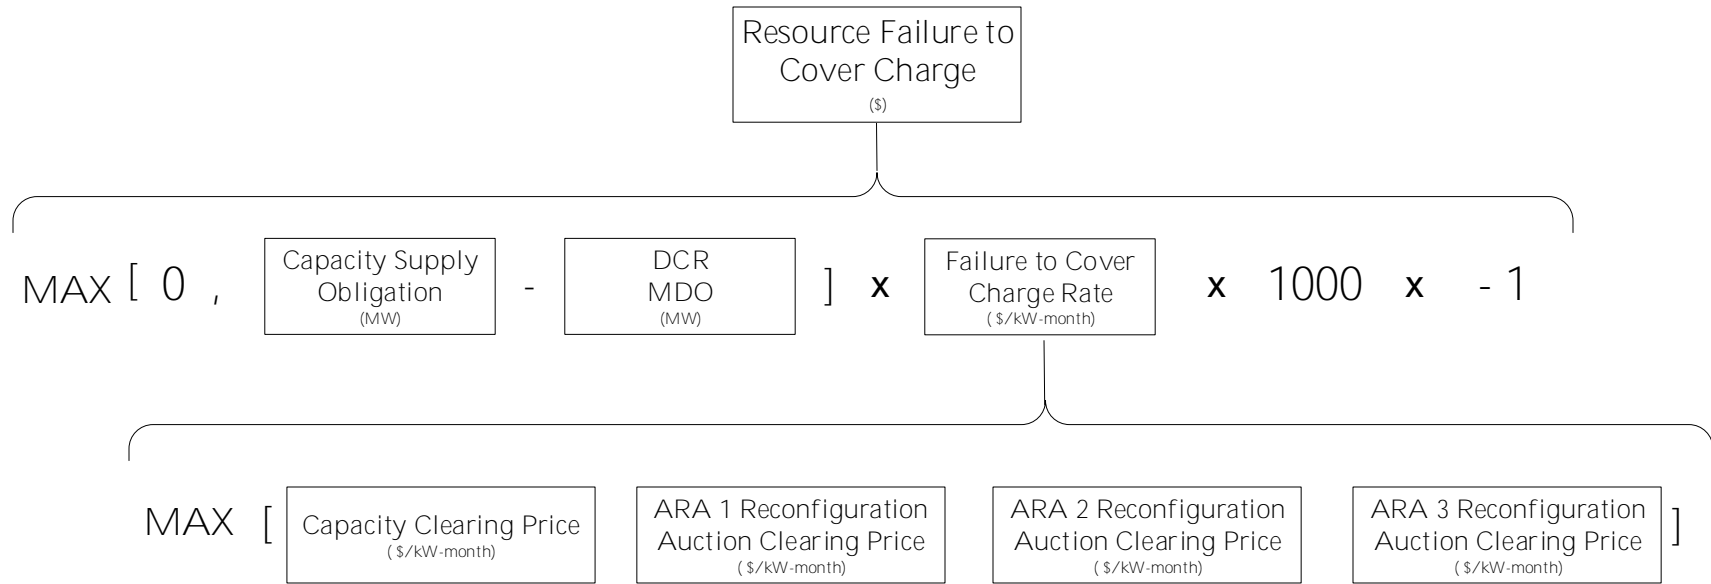 Resource Failure to
Cover Charge
($)
MAX [ 0 , Capacity Supply Obligation (MW) - DCR MDO (MW) ] x Failure to Cover Charge Rate ( $/kW-month) x 1000 x - 1
MAX [ Capacity Clearing Price ( $/kW-month) ARA 1 Reconfiguration Auction Clearing Price ( $/kW-month) ARA 2 Reconfiguration Auction Clearing Price ( $/kW-month) ARA 3 Reconfiguration Auction Clearing Price ( $/kW-month) ]